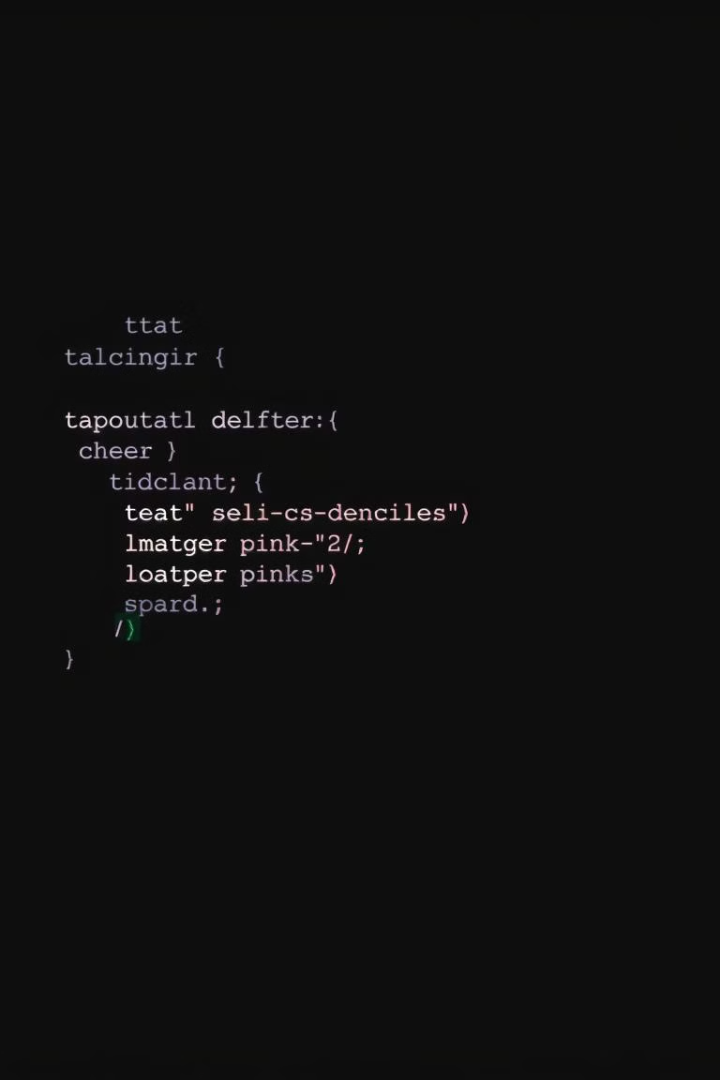 ttat
talcingir {
tapoutatl delfter:{
cheer }
tidclant; {
teat" seli-cs-denciles")
lmatger pink-"2/;
loatper pinks")
spard.;
/)
}